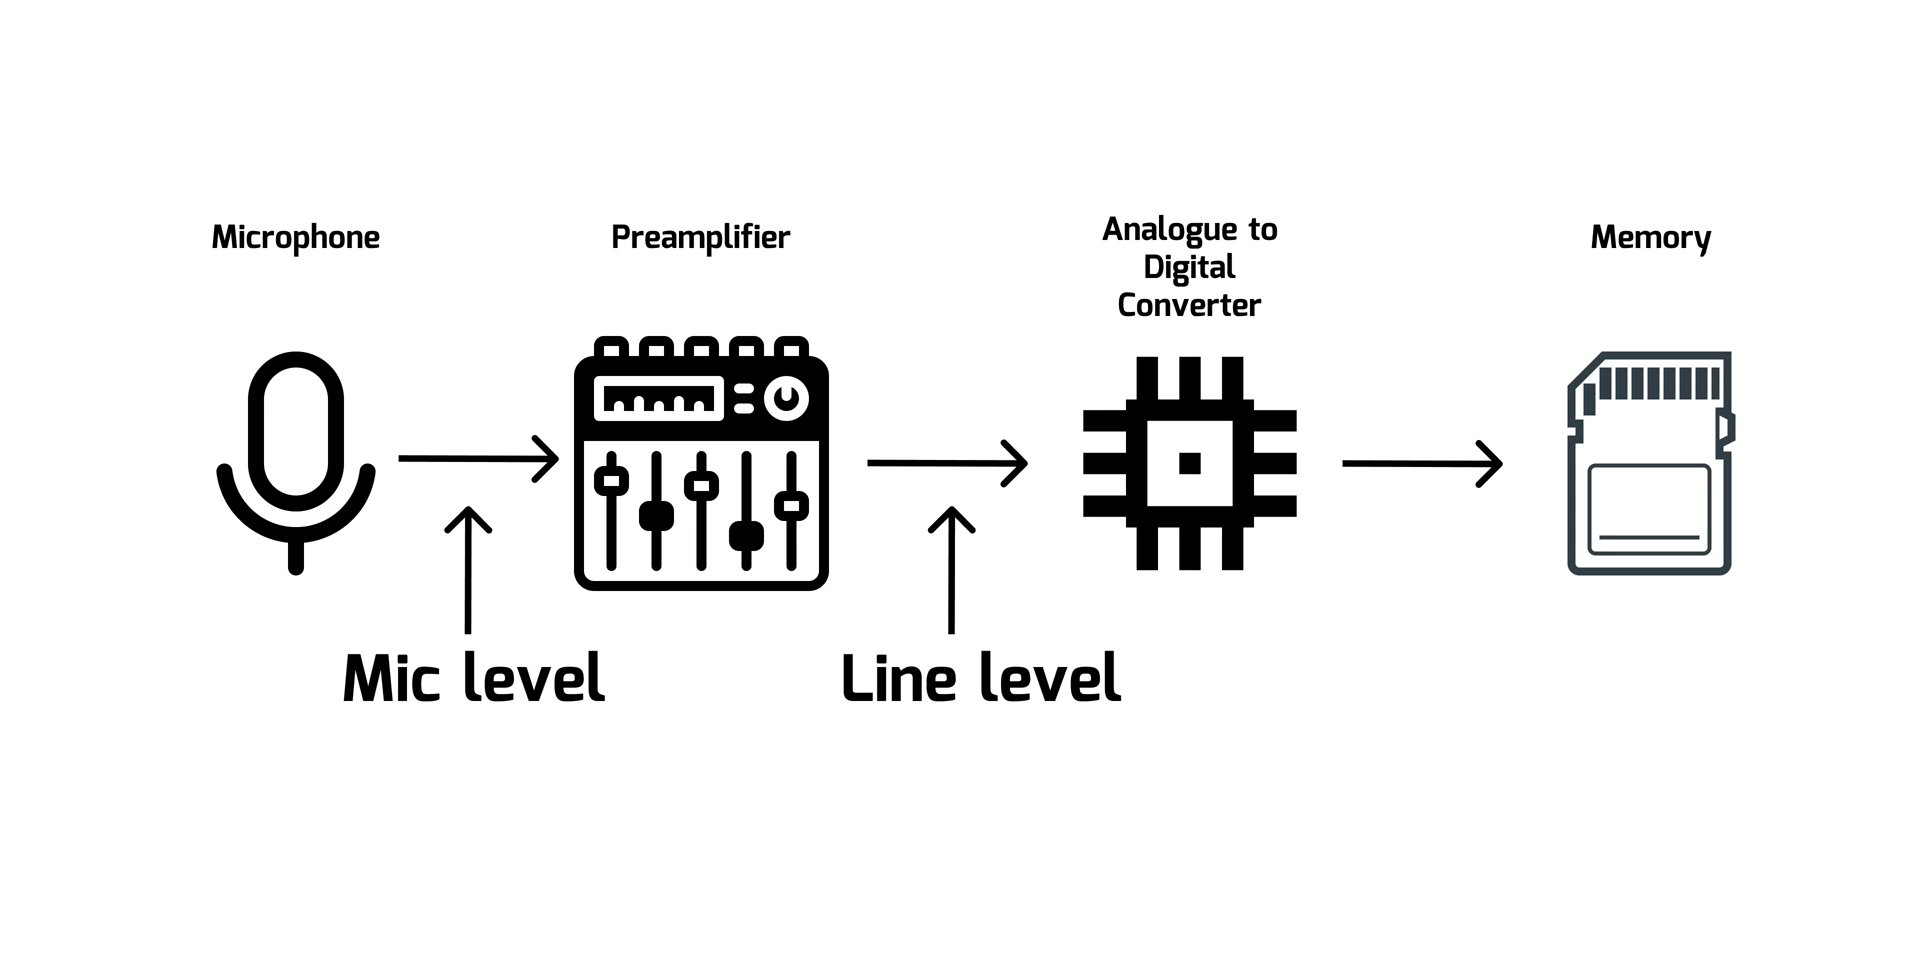 Microphone
Preamplifier
Analogue to
Digital
Converter
Memory
Mic level
Line level